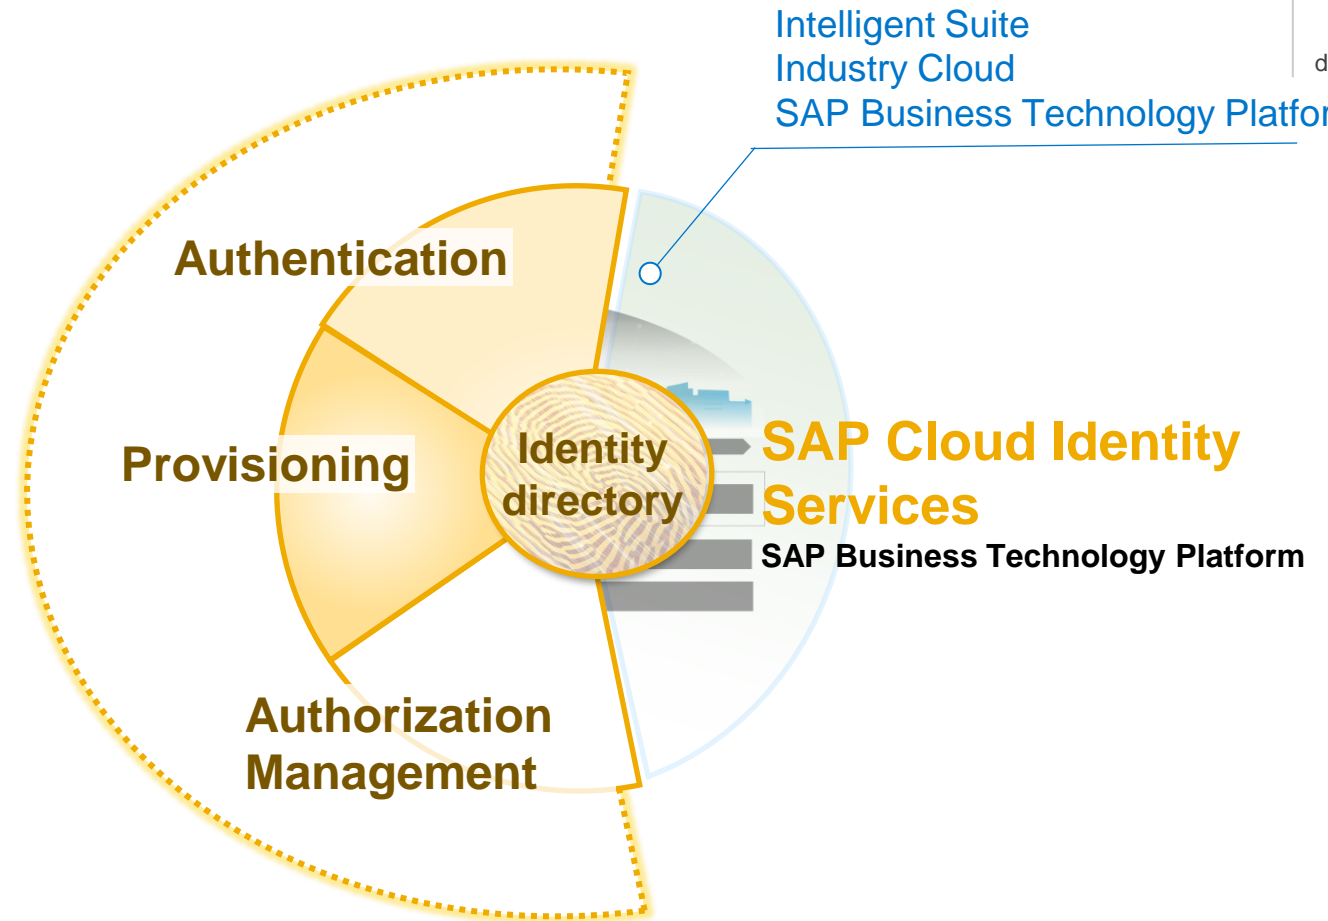 Intelligent Suite
Industry Cloud
SAP Business Technology
Authentication
Provisioning
Identity
directory
SAP Cloud Identity
Services
SAP Business Technology Platform
Authorization
Management